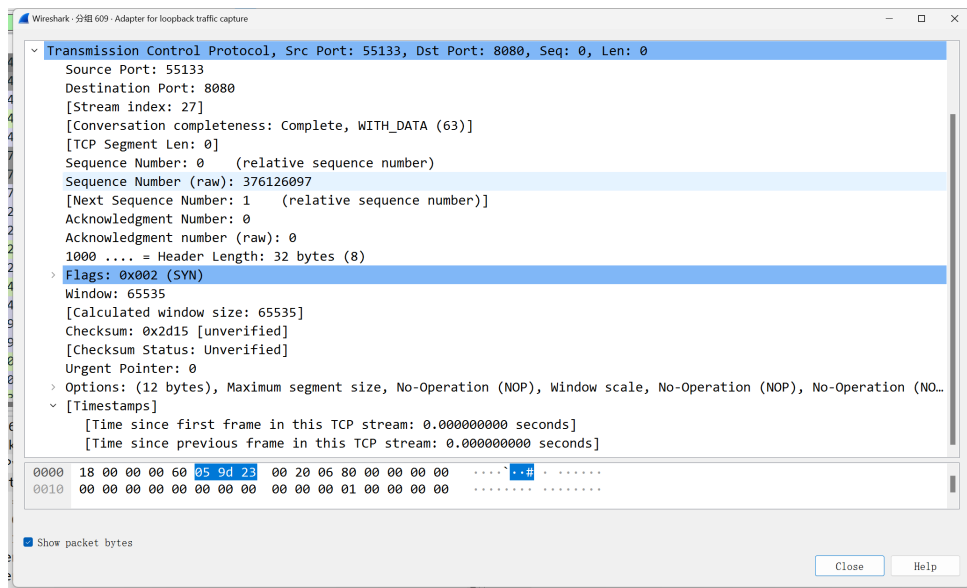 Wireshark · 分组 609 · Adapter for loopback traffic capture
Transmission Control Protocol, Src Port: 55133, Dst Port: 8080, Seq: 0, Len: 0
Source Port: 55133
Destination Port: 8080
[Stream index: 27]
[Conversation completeness: Complete, WITH_DATA (63)]
[TCP Segment Len: 0]
Sequence Number: 0    (relative sequence number)
Sequence Number (raw): 376126097
[Next Sequence Number: 1    (relative sequence number)]
Acknowledgment Number: 0
Acknowledgment number (raw): 0
1000 .... = Header Length: 32 bytes (8)
Flags: 0x002 (SYN)
Window: 65535
[Calculated window size: 65535]
Checksum: 0x2d15 [unverified]
[Checksum Status: Unverified]
Urgent Pointer: 0
Options: (12 bytes), Maximum segment size, No-Operation (NOP), Window scale, No-Operation (NOP), No-Operation (NO…
[Timestamps]
[Time since first frame in this TCP stream: 0.000000000 seconds]
[Time since previous frame in this TCP stream: 0.000000000 seconds]
0000  18 00 00 00 60 05 9d 23  00 20 06 80 00 00 00 00  ····`··# · ······
0010  00 00 00 00 00 00 00 00  00 00 00 01 00 00 00 00  ········ ········
Show packet bytes
Close Help